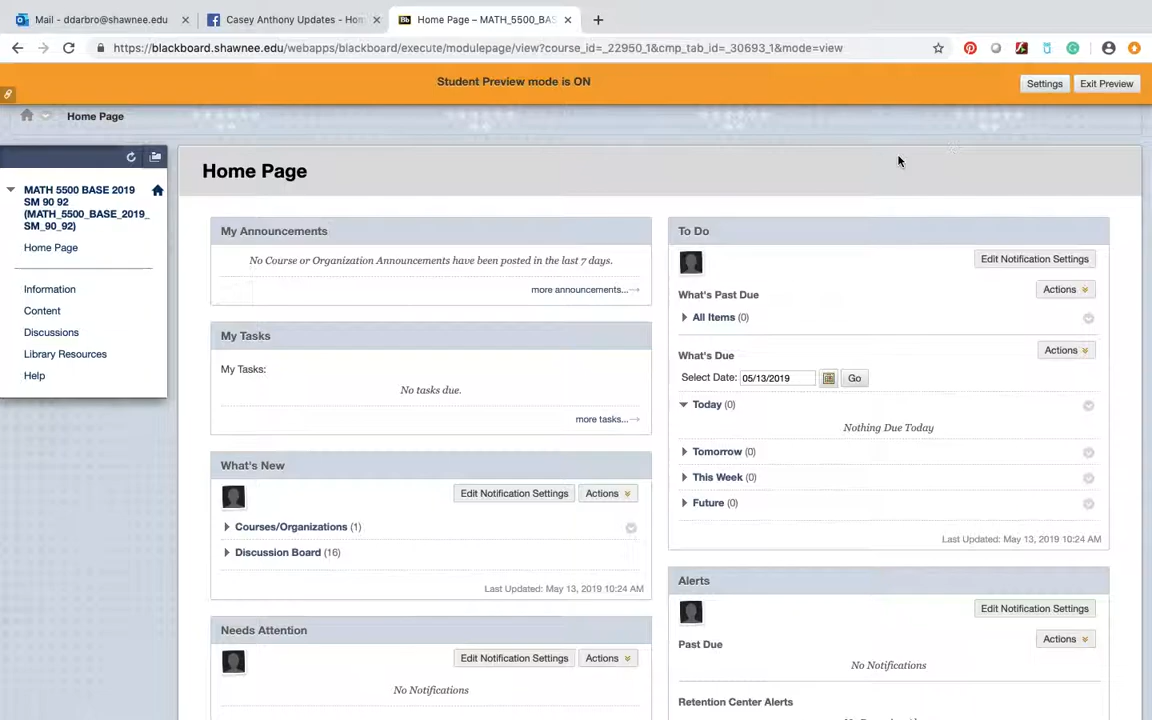 Mail - ddarbro@shawnee.edu
Casey Anthony Updates - Hom
Bb Home Page – MATH_5500_BAS
https://blackboard.shawnee.edu/webapps/blackboard/execute/modulepage/view?course_id=_22950_1&cmp_tab_id=_30693_1&mode=view
Student Preview mode is ON
Settings
Exit Preview
Home Page
MATH 5500 BASE 2019
SM 90 92
(MATH_5500_BASE_2019_
SM_90_92)
Home Page
Information
Content
Discussions
Library Resources
Help
Home Page
My Announcements
No Course or Organization Announcements have been posted in the last 7 days.
more announcements...→
My Tasks
My Tasks:
No tasks due.
more tasks...→
What's New
Edit Notification Settings
Actions
Courses/Organizations (1)
Discussion Board (16)
Last Updated: May 13, 2019 10:24 AM
Needs Attention
Edit Notification Settings
Actions
No Notifications
To Do
Edit Notification Settings
What's Past Due
Actions
All Items (0)
What's Due
Actions
Select Date: 05/13/2019 Go
Today (0)
Nothing Due Today
Tomorrow (0)
This Week (0)
Future (0)
Last Updated: May 13, 2019 10:24 AM
Alerts
Edit Notification Settings
Past Due
Actions
No Notifications
Retention Center Alerts